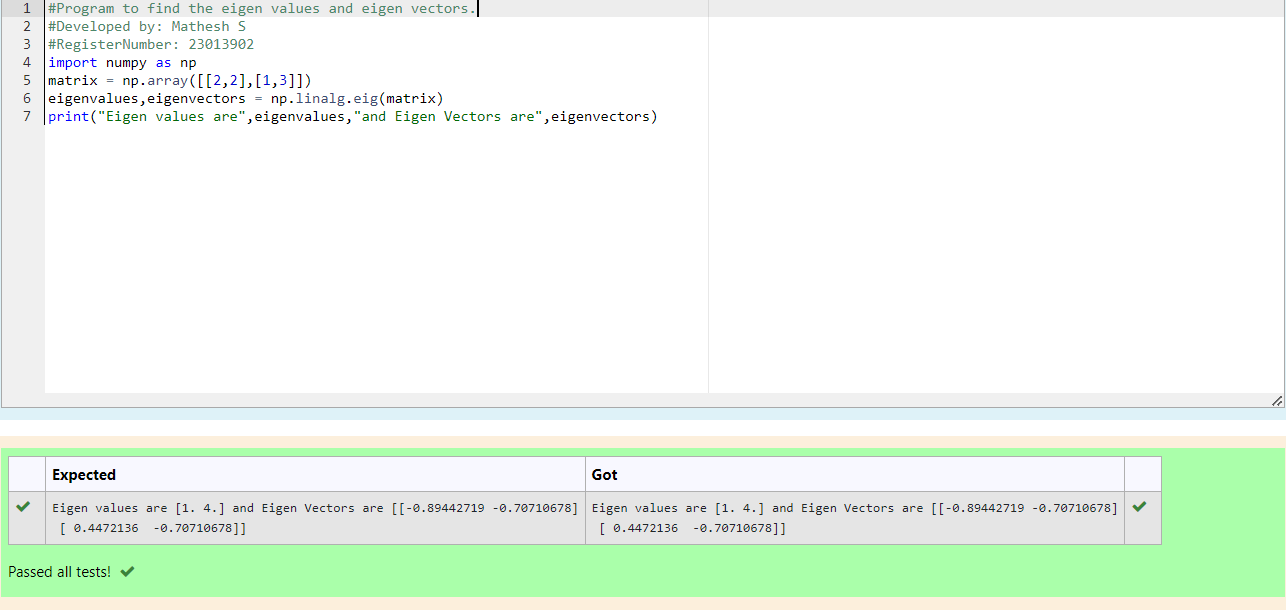 1 #Program to find the eigen values and eigen vectors.
2 #Developed by: Mathesh S
3 #RegisterNumber: 23013902
4 import numpy as np
5 matrix = np.array([[2,2],[1,3]])
6 eigenvalues,eigenvectors = np.linalg.eig(matrix)
7 print("Eigen values are",eigenvalues,"and Eigen Vectors are",eigenvectors)
Expected Got
Eigen values are [1. 4.] and Eigen Vectors are [[-0.89442719 -0.70710678] Eigen values are [1. 4.] and Eigen Vectors are [[-0.89442719 -0.70710678]
[ 0.4472136  -0.70710678]] [ 0.4472136  -0.70710678]]
Passed all tests!